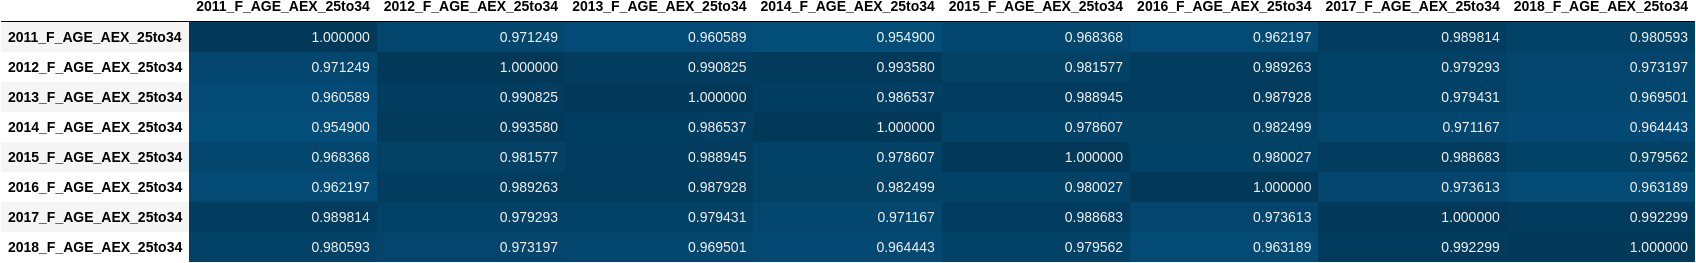 2011_F_AGE_AEX_25to34 2012_F_AGE_AEX_25to34 2013_F_AGE_AEX_25to34 2014_F_AGE_AEX_25to34 2015_F_AGE_AEX_25to34 2016_F_AGE_AEX_25to34 2017_F_AGE_AEX_25to34 2018_F_AGE_AEX_25to34
2011_F_AGE_AEX_25to34 1.000000 0.971249 0.960589 0.954900 0.968368 0.962197 0.989814 0.980593
2012_F_AGE_AEX_25to34 0.971249 1.000000 0.990825 0.993580 0.981577 0.989263 0.979293 0.973197
2013_F_AGE_AEX_25to34 0.960589 0.990825 1.000000 0.986537 0.988945 0.987928 0.979431 0.969501
2014_F_AGE_AEX_25to34 0.954900 0.993580 0.986537 1.000000 0.978607 0.982499 0.971167 0.964443
2015_F_AGE_AEX_25to34 0.968368 0.981577 0.988945 0.978607 1.000000 0.980027 0.988683 0.979562
2016_F_AGE_AEX_25to34 0.962197 0.989263 0.987928 0.982499 0.980027 1.000000 0.973613 0.963189
2017_F_AGE_AEX_25to34 0.989814 0.979293 0.979431 0.971167 0.988683 0.973613 1.000000 0.992299
2018_F_AGE_AEX_25to34 0.980593 0.973197 0.969501 0.964443 0.979562 0.963189 0.992299 1.000000